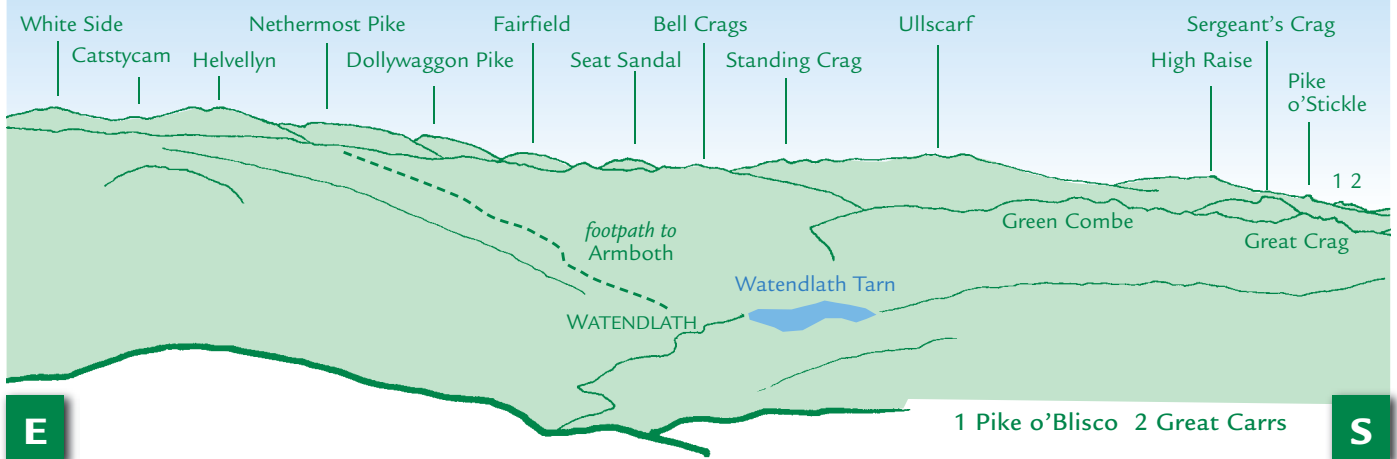 White Side
Nethermost Pike
Fairfield
Bell Crags
Ullscarf
Sergeant's Crag
Catstycam
Helvellyn
Dollywaggon Pike
Seat Sandal
Standing Crag
High Raise
Pike
o'Stickle
1 2
footpath to
Armboth
Green Combe
Great Crag
Watendlath Tarn
WATENDLATH
E
1 Pike o'Blisco 2 Great Carrs
S